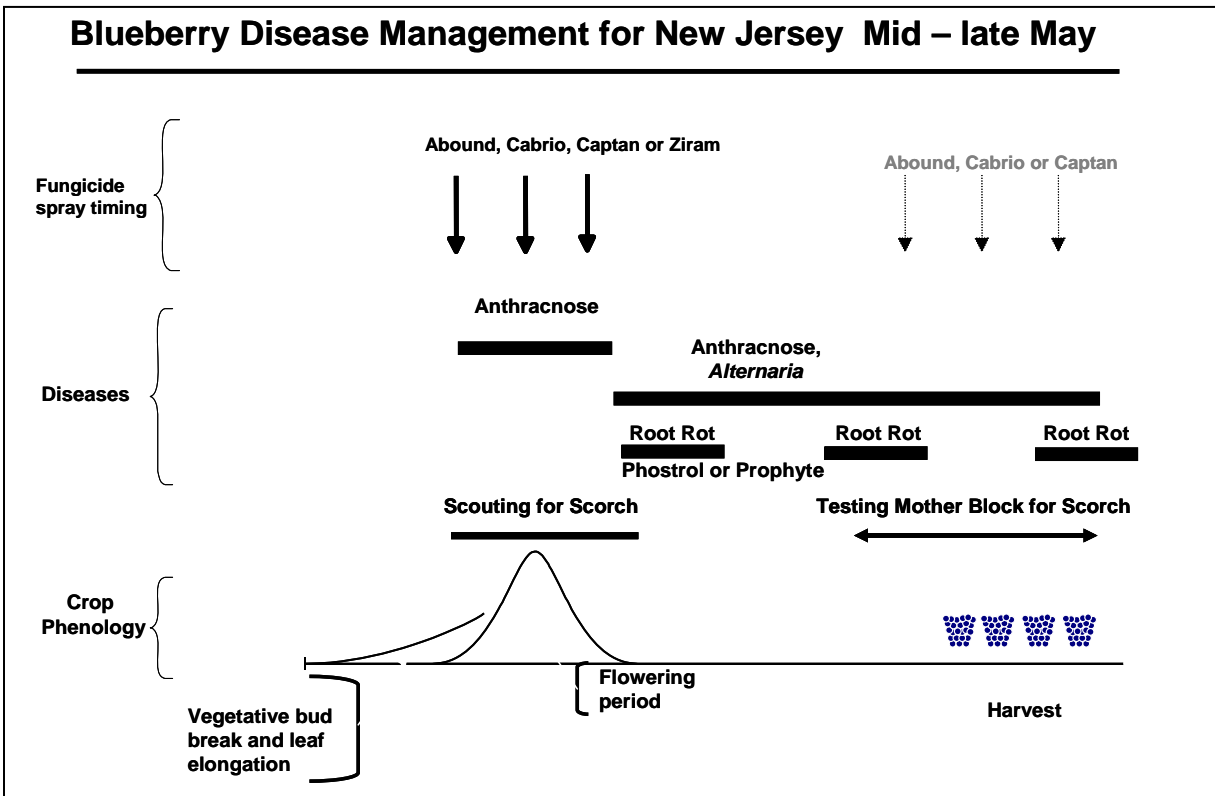 Blueberry Disease Management for New Jersey Mid – late May
Fungicide
spray timing
Abound, Cabrio, Captan or Ziram
Abound, Cabrio or Captan
Diseases
Anthracnose
Anthracnose,
Alternaria
Root Rot
Root Rot
Root Rot
Phostrol or Prophyte
Scouting for Scorch
Testing Mother Block for Scorch
Crop
Phenology
Flowering
period
Vegetative bud
break and leaf
elongation
Harvest